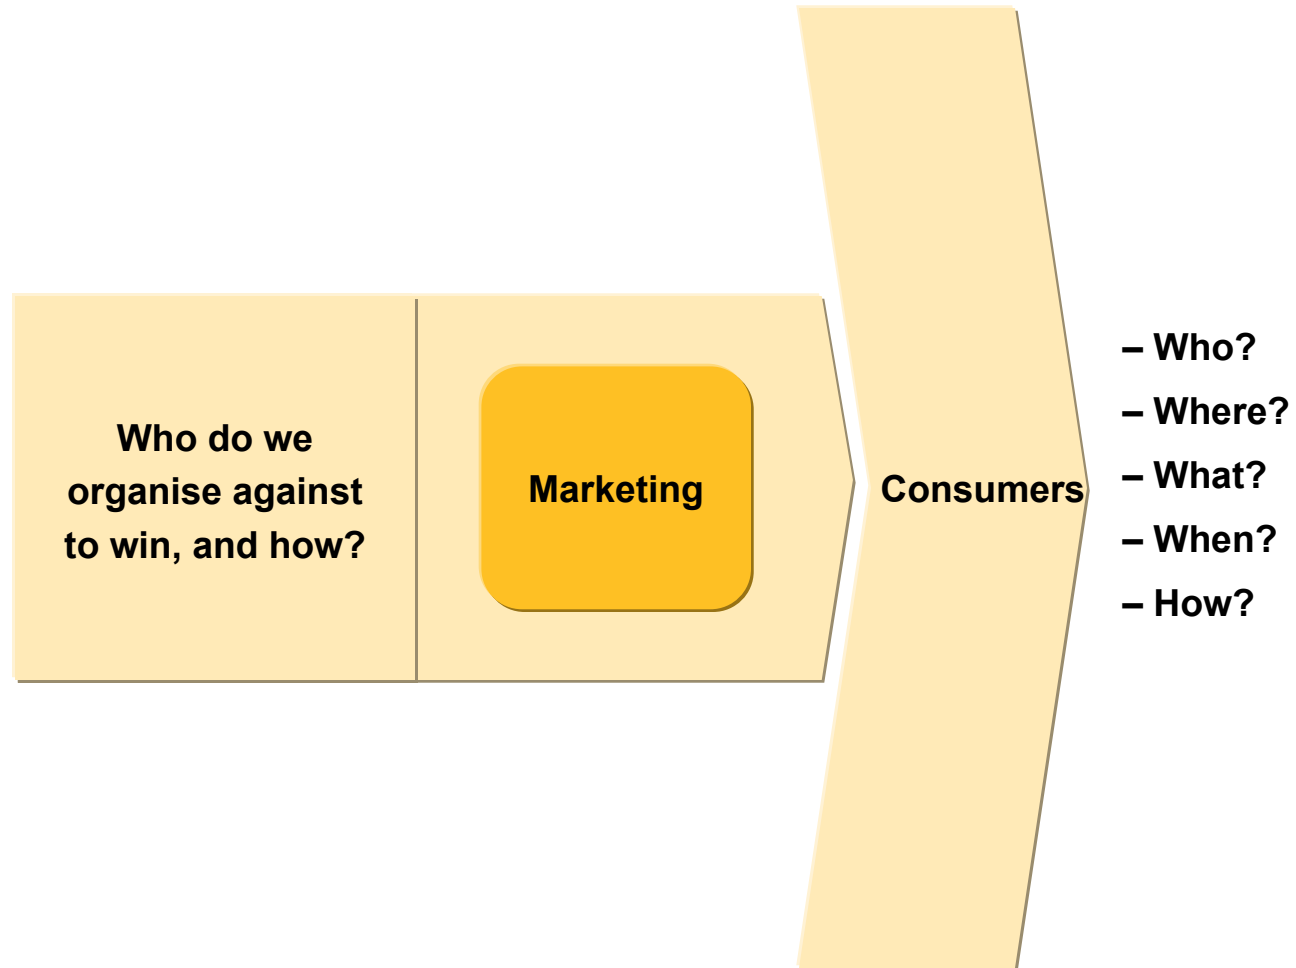 Who do we
organise against
to win, and how?
Marketing
Consumers
– Who?
– Where?
– What?
– When?
– How?